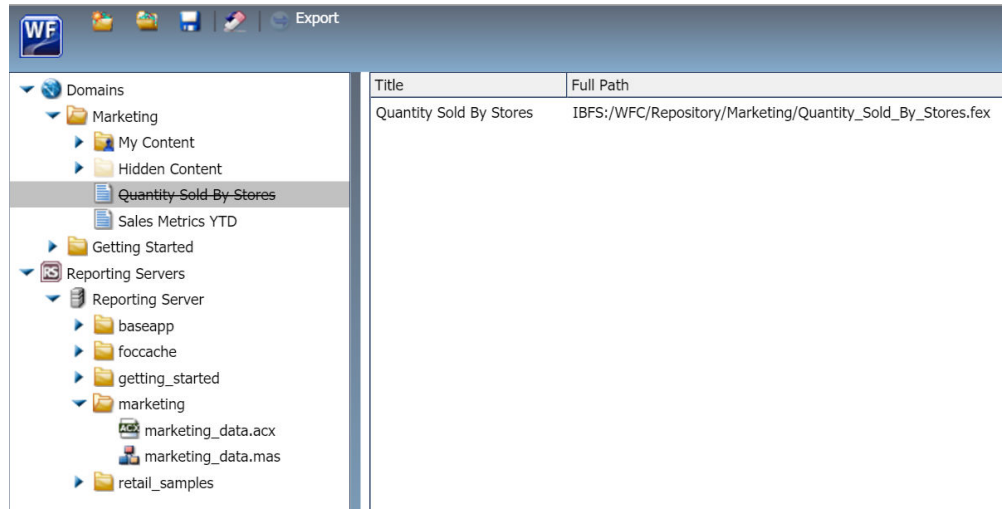 WF
Export
Domains
Marketing
My Content
Hidden Content
Quantity Sold By Stores
Sales Metrics YTD
Getting Started
RS Reporting Servers
Reporting Server
baseapp
foccache
getting_started
marketing
ACX marketing_data.acx
marketing_data.mas
retail_samples
Title Full Path
Quantity Sold By Stores IBFS:/WFC/Repository/Marketing/Quantity_Sold_By_Stores.fex